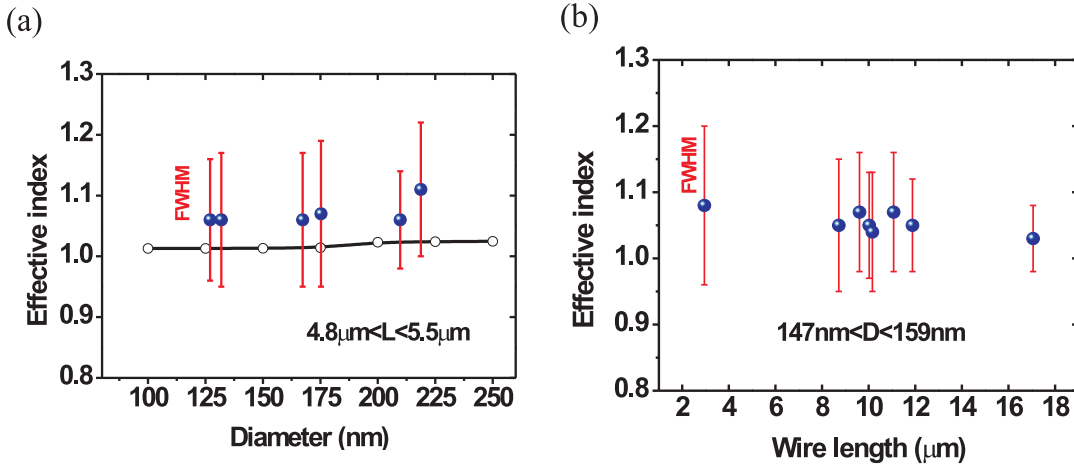 (a)
1.3
1.2
1.1
1.0
0.9
0.8
Effective index
FWHM
4.8μm<L<5.5μm
100 125 150 175 200 225 250
Diameter (nm)
(b)
1.3
1.2
1.1
1.0
0.9
0.8
Effective index
FWHM
147nm<D<159nm
2 4 6 8 10 12 14 16 18
Wire length (μm)